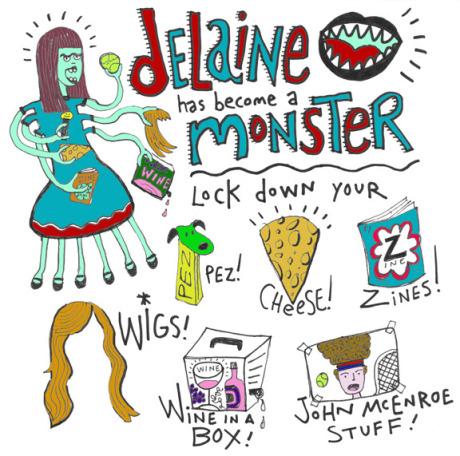 DELAINE
has become a
MONSTER
LOCK DOWN YOUR
WINE
PEZ
PEZ!
CHEESE!
Z
ZINE
ZINES!
*WIGS!
WINE
WINE IN A
BOX!
JOHN McENROE
STUFF!